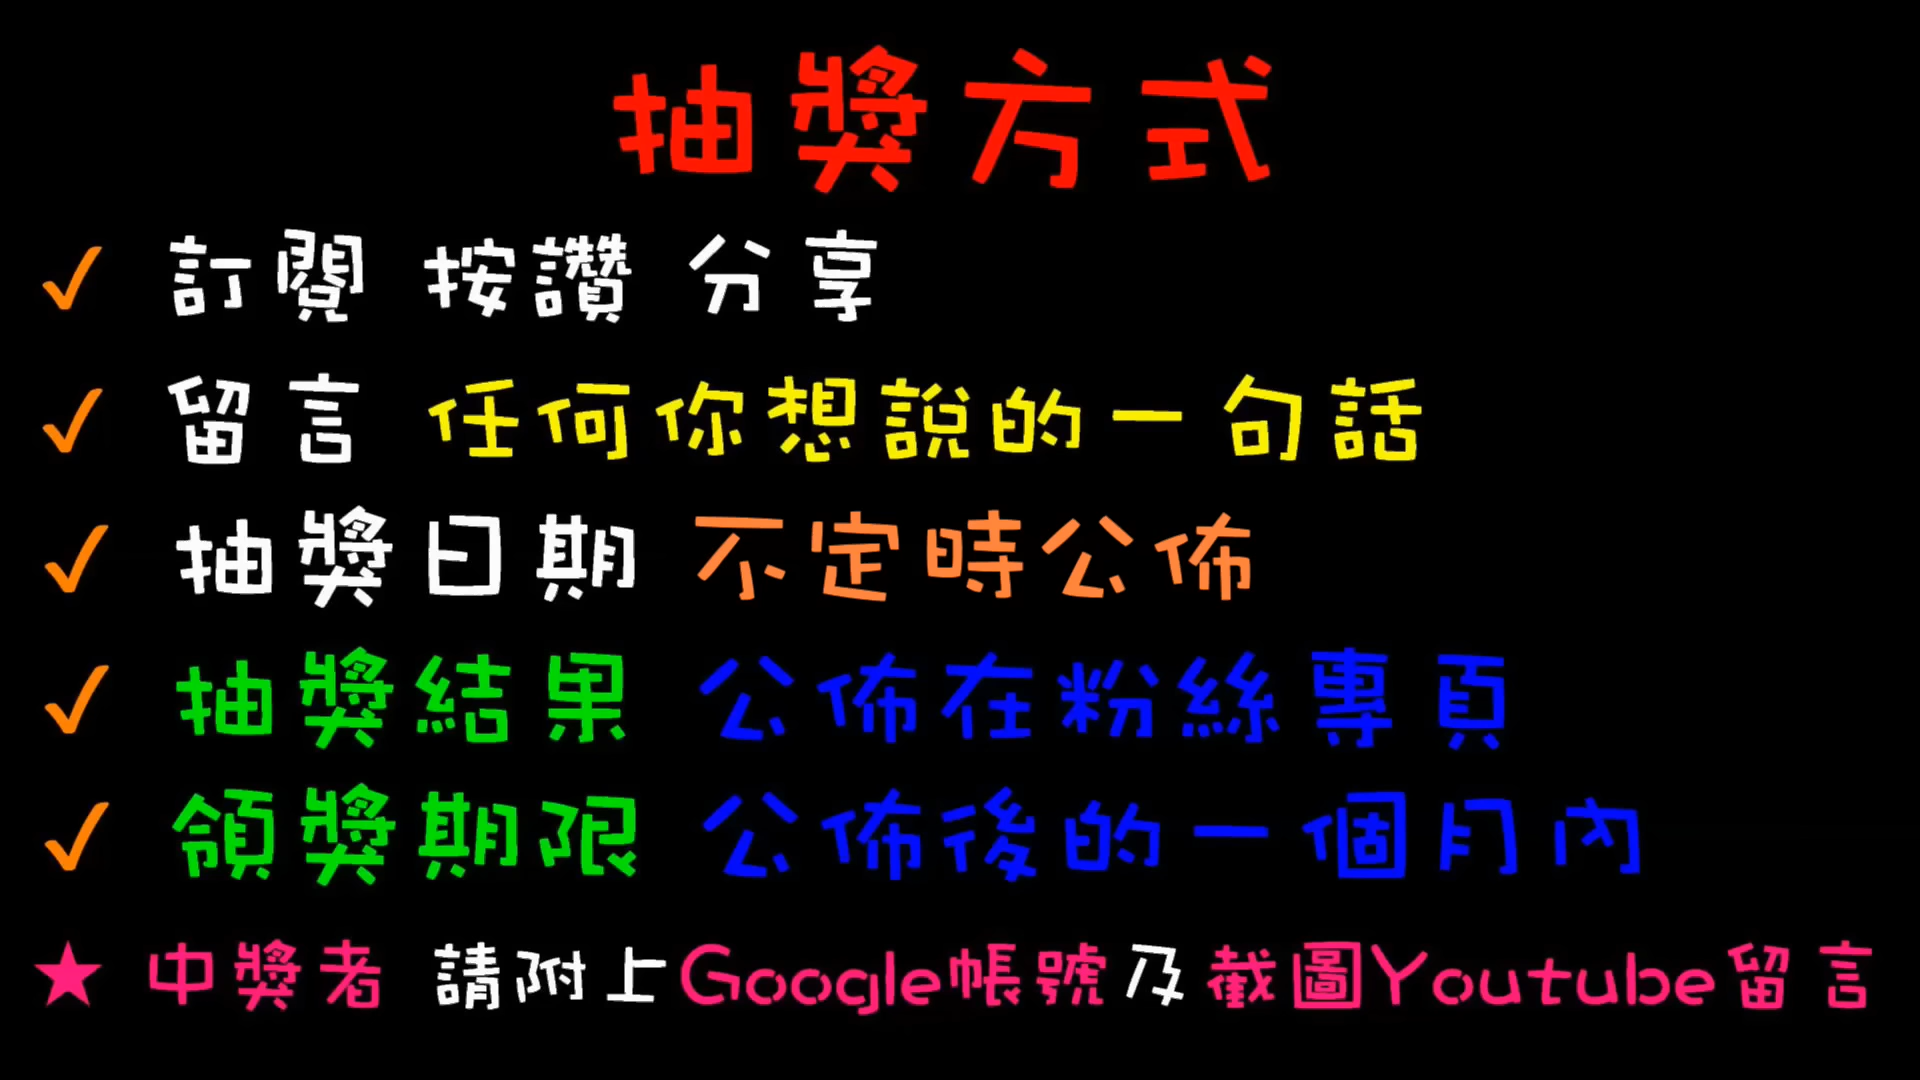 抽獎方式
✓ 訂閱 按讚 分享
✓ 留言 任何你想說的一句話
✓ 抽獎日期 不定時公佈
✓ 抽獎結果 公佈在粉絲專頁
✓ 領獎期限 公佈後的一個月內
★ 中獎者 請附上Google帳號及截圖Youtube留言